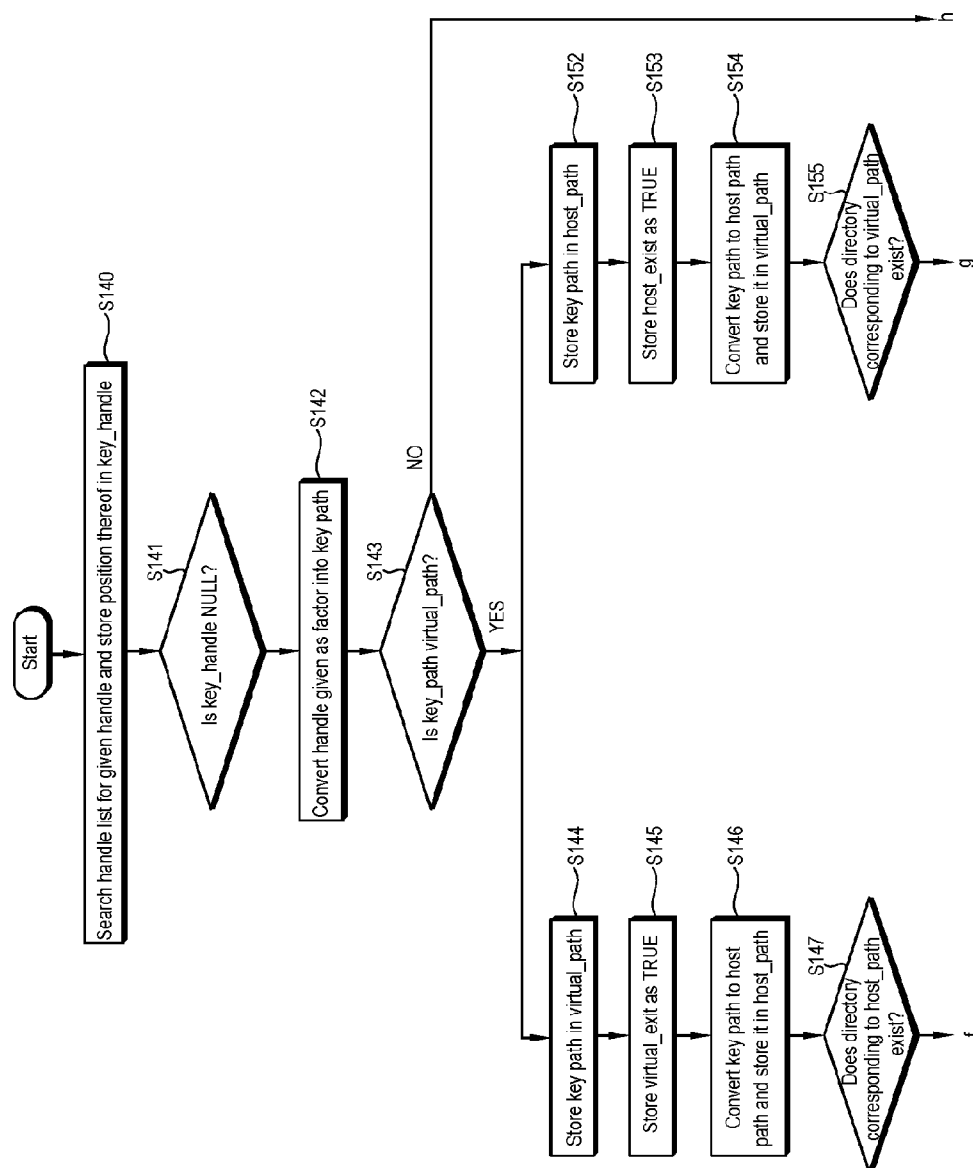 Start
Search handle list for given handle and store position thereof in key_handle
S140
S141
Is key_handle NULL?
Convert handle given as factor into key path
S142
S143
Is key_path virtual_path?
NO
YES
Store key path in virtual_path
S144
Store virtual_exit as TRUE
S145
Convert key path to host
path and store it in host_path
S146
S147
Does directory
corresponding to host_path
exist?
f
Store key path in host_path
S152
Store host_exist as TRUE
S153
Convert key path to host path
and store it in virtual_path
S154
S155
Does directory
corresponding to virtual_path
exist?
g
h